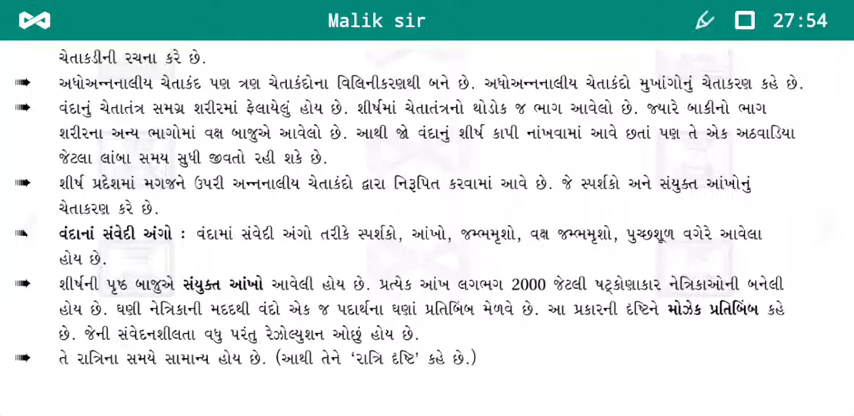 Malik sir
27:54
ચેતાકડીની રચના કરે છે.
અધોઅન્નનાલીય ચેતાકંદ પણ ત્રણ ચેતાકંદોના વિલિનીકરણથી બને છે. અધોઅન્નનાલીય ચેતાકંદો મુખાંગોનું ચેતાકરણ કહે છે.
વંદાનું ચેતાતંત્ર સમગ્ર શરીરમાં ફેલાયેલું હોય છે. શીર્ષમાં ચેતાતંત્રનો થોડોક જ ભાગ આવેલો છે. જ્યારે બાકીનો ભાગ
શરીરના અન્ય ભાગોમાં વક્ષ બાજુએ આવેલો છે. આથી જો વંદાનું શીર્ષ કાપી નાંખવામાં આવે છતાં પણ તે એક અઠવાડિયા
જેટલા લાંબા સમય સુધી જીવતો રહી શકે છે.
શીર્ષ પ્રદેશમાં મગજને ઉપરી અન્નનાલીય ચેતાકંદો દ્વારા નિરૂપિત કરવામાં આવે છે. જે સ્પર્શકો અને સંયુક્ત આંખોનું
ચેતાકરણ કરે છે.
વંદાનાં સંવેદી અંગો : વંદામાં સંવેદી અંગો તરીકે સ્પર્શકો, આંખો, જમ્ભમૃશો, વક્ષ જમ્ભમૃશો, પુચ્છશૂળ વગેરે આવેલા
હોય છે.
શીર્ષની પૃષ્ઠ બાજુએ સંયુક્ત આંખો આવેલી હોય છે. પ્રત્યેક આંખ લગભગ 2000 જેટલી ષટ્કોણાકાર નેત્રિકાઓની બનેલી
હોય છે. ઘણી નેત્રિકાની મદદથી વંદો એક જ પદાર્થના ઘણાં પ્રતિબિંબ મેળવે છે. આ પ્રકારની દૃષ્ટિને મોઝેક પ્રતિબિંબ કહે
છે. જેની સંવેદનશીલતા વધુ પરંતુ રેઝોલ્યુશન ઓછું હોય છે.
તે રાત્રિના સમયે સામાન્ય હોય છે. (આથી તેને ‘રાત્રિ દૃષ્ટિ’ કહે છે.)